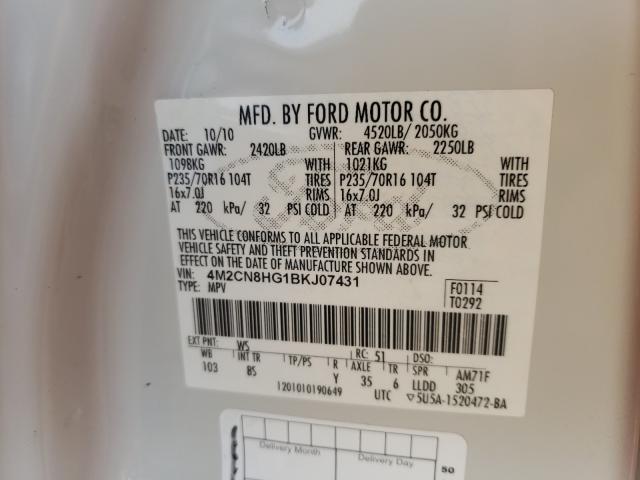 MFD. BY FORD MOTOR CO.
DATE: 10/10 GVWR: 4520LB/ 2050KG
FRONT GAWR: 2420LB REAR GAWR: 2250LB
1098KG WITH 1021KG WITH
P235/70R16 104T TIRES P235/70R16 104T TIRES
16x7.0J RIMS 16x7.0J RIMS
AT 220 kPa/ 32 PSI COLD AT 220 kPa/ 32 PSI COLD
THIS VEHICLE CONFORMS TO ALL APPLICABLE FEDERAL MOTOR
VEHICLE SAFETY AND THEFT PREVENTION STANDARDS IN
EFFECT ON THE DATE OF MANUFACTURE SHOWN ABOVE.
VIN: 4M2CN8HG1BKJ07431 F0114
TYPE: MPV T0292
EXT PNT: WS RC: 51 DSO:
WB INT TR TP/PS R AXLE TR SPR AM71F
103 BS Y 35 6 LLDD 305
1201010190649 UTC ▽5U5A-1520472-BA
Delivery Month Delivery Day 50